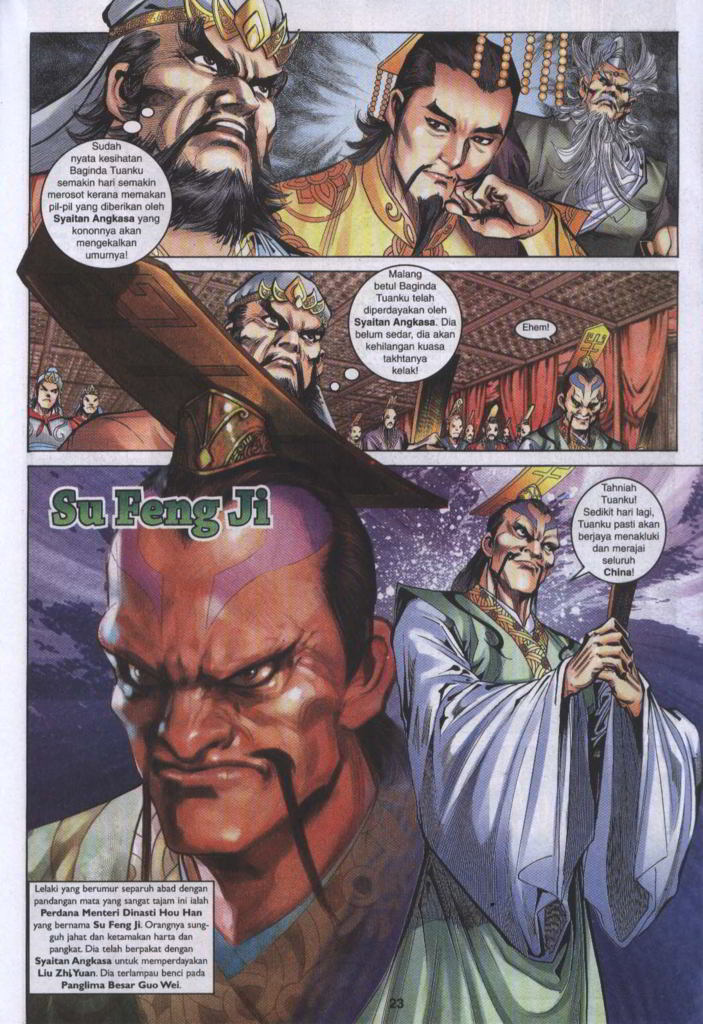 Sudah
nyata kesihatan
Baginda Tuanku
semakin hari semakin
merosot kerana memakan
pil-pil yang diberikan oleh
Syaitan Angkasa yang
kononnya akan
mengekalkan
umurnya!
Malang
betul Baginda
Tuanku telah
diperdayakan oleh
Syaitan Angkasa. Dia
belum sedar, dia akan
kehilangan kuasa
takhtanya
kelak!
Ehem!
Su Feng Ji
Tahniah
Tuanku!
Sedikit hari lagi,
Tuanku pasti akan
berjaya menakluki
dan merajai
seluruh
China!
Lelaki yang berumur separuh abad dengan
pandangan mata yang sangat tajam ini ialah
Perdana Menteri Dinasti Hou Han
yang bernama Su Feng Ji. Orangnya sung-
guh jahat dan ketamakan harta dan
pangkat. Dia telah berpakat dengan
Syaitan Angkasa untuk memperdayakan
Liu Zhi Yuan. Dia terlampau benci pada
Panglima Besar Guo Wei.
23